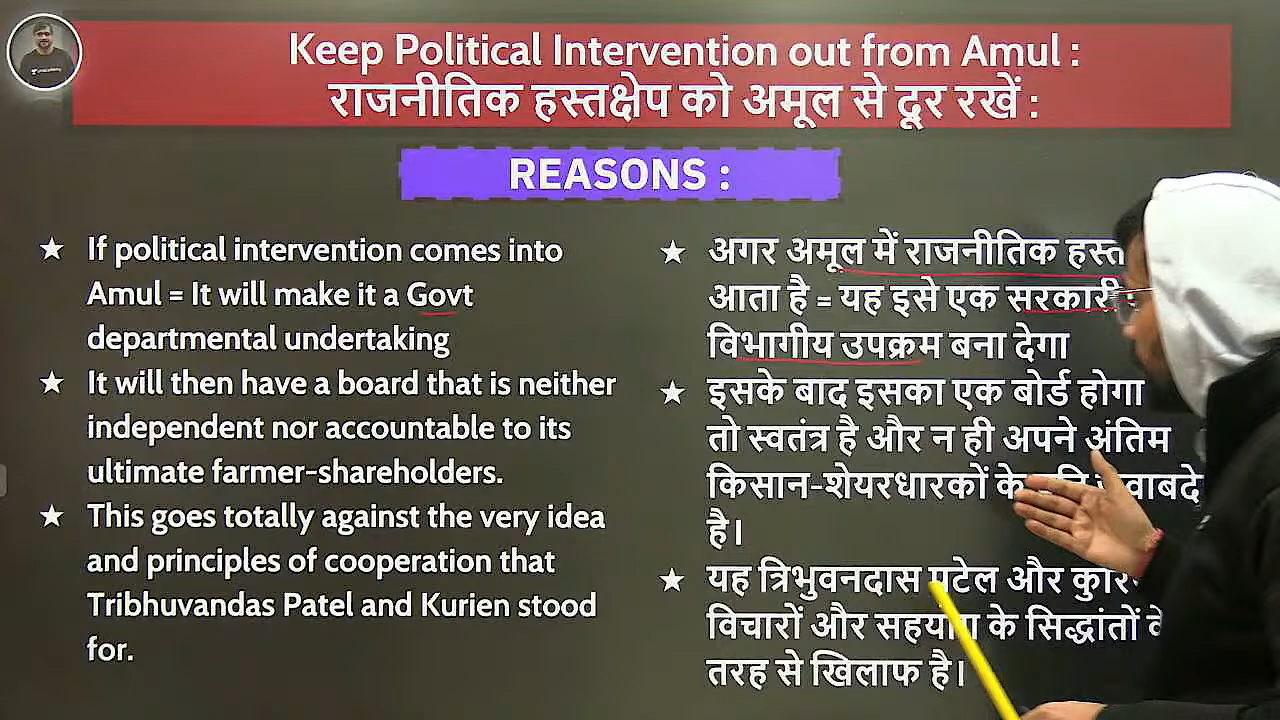 Keep Political Intervention out from Amul :
राजनीतिक हस्तक्षेप को अमूल से दूर रखें :
REASONS :
★ If political intervention comes into
Amul = It will make it a Govt
departmental undertaking
★ It will then have a board that is neither
independent nor accountable to its
ultimate farmer-shareholders.
★ This goes totally against the very idea
and principles of cooperation that
Tribhuvandas Patel and Kurien stood
for.
★ अगर अमूल में राजनीतिक
आता है = यह इसे एक सरकारी
विभागीय उपक्रम बना देगा
★ इसके बाद इसका एक बोर्ड होगा
तो स्वतंत्र है और न ही अपने अंतिम
किसान-शेयरधारकों के
है।
★ यह त्रिभुवनदास पटेल और
विचारों और सहयोग के सिद्धांतों
तरह से खिलाफ है।